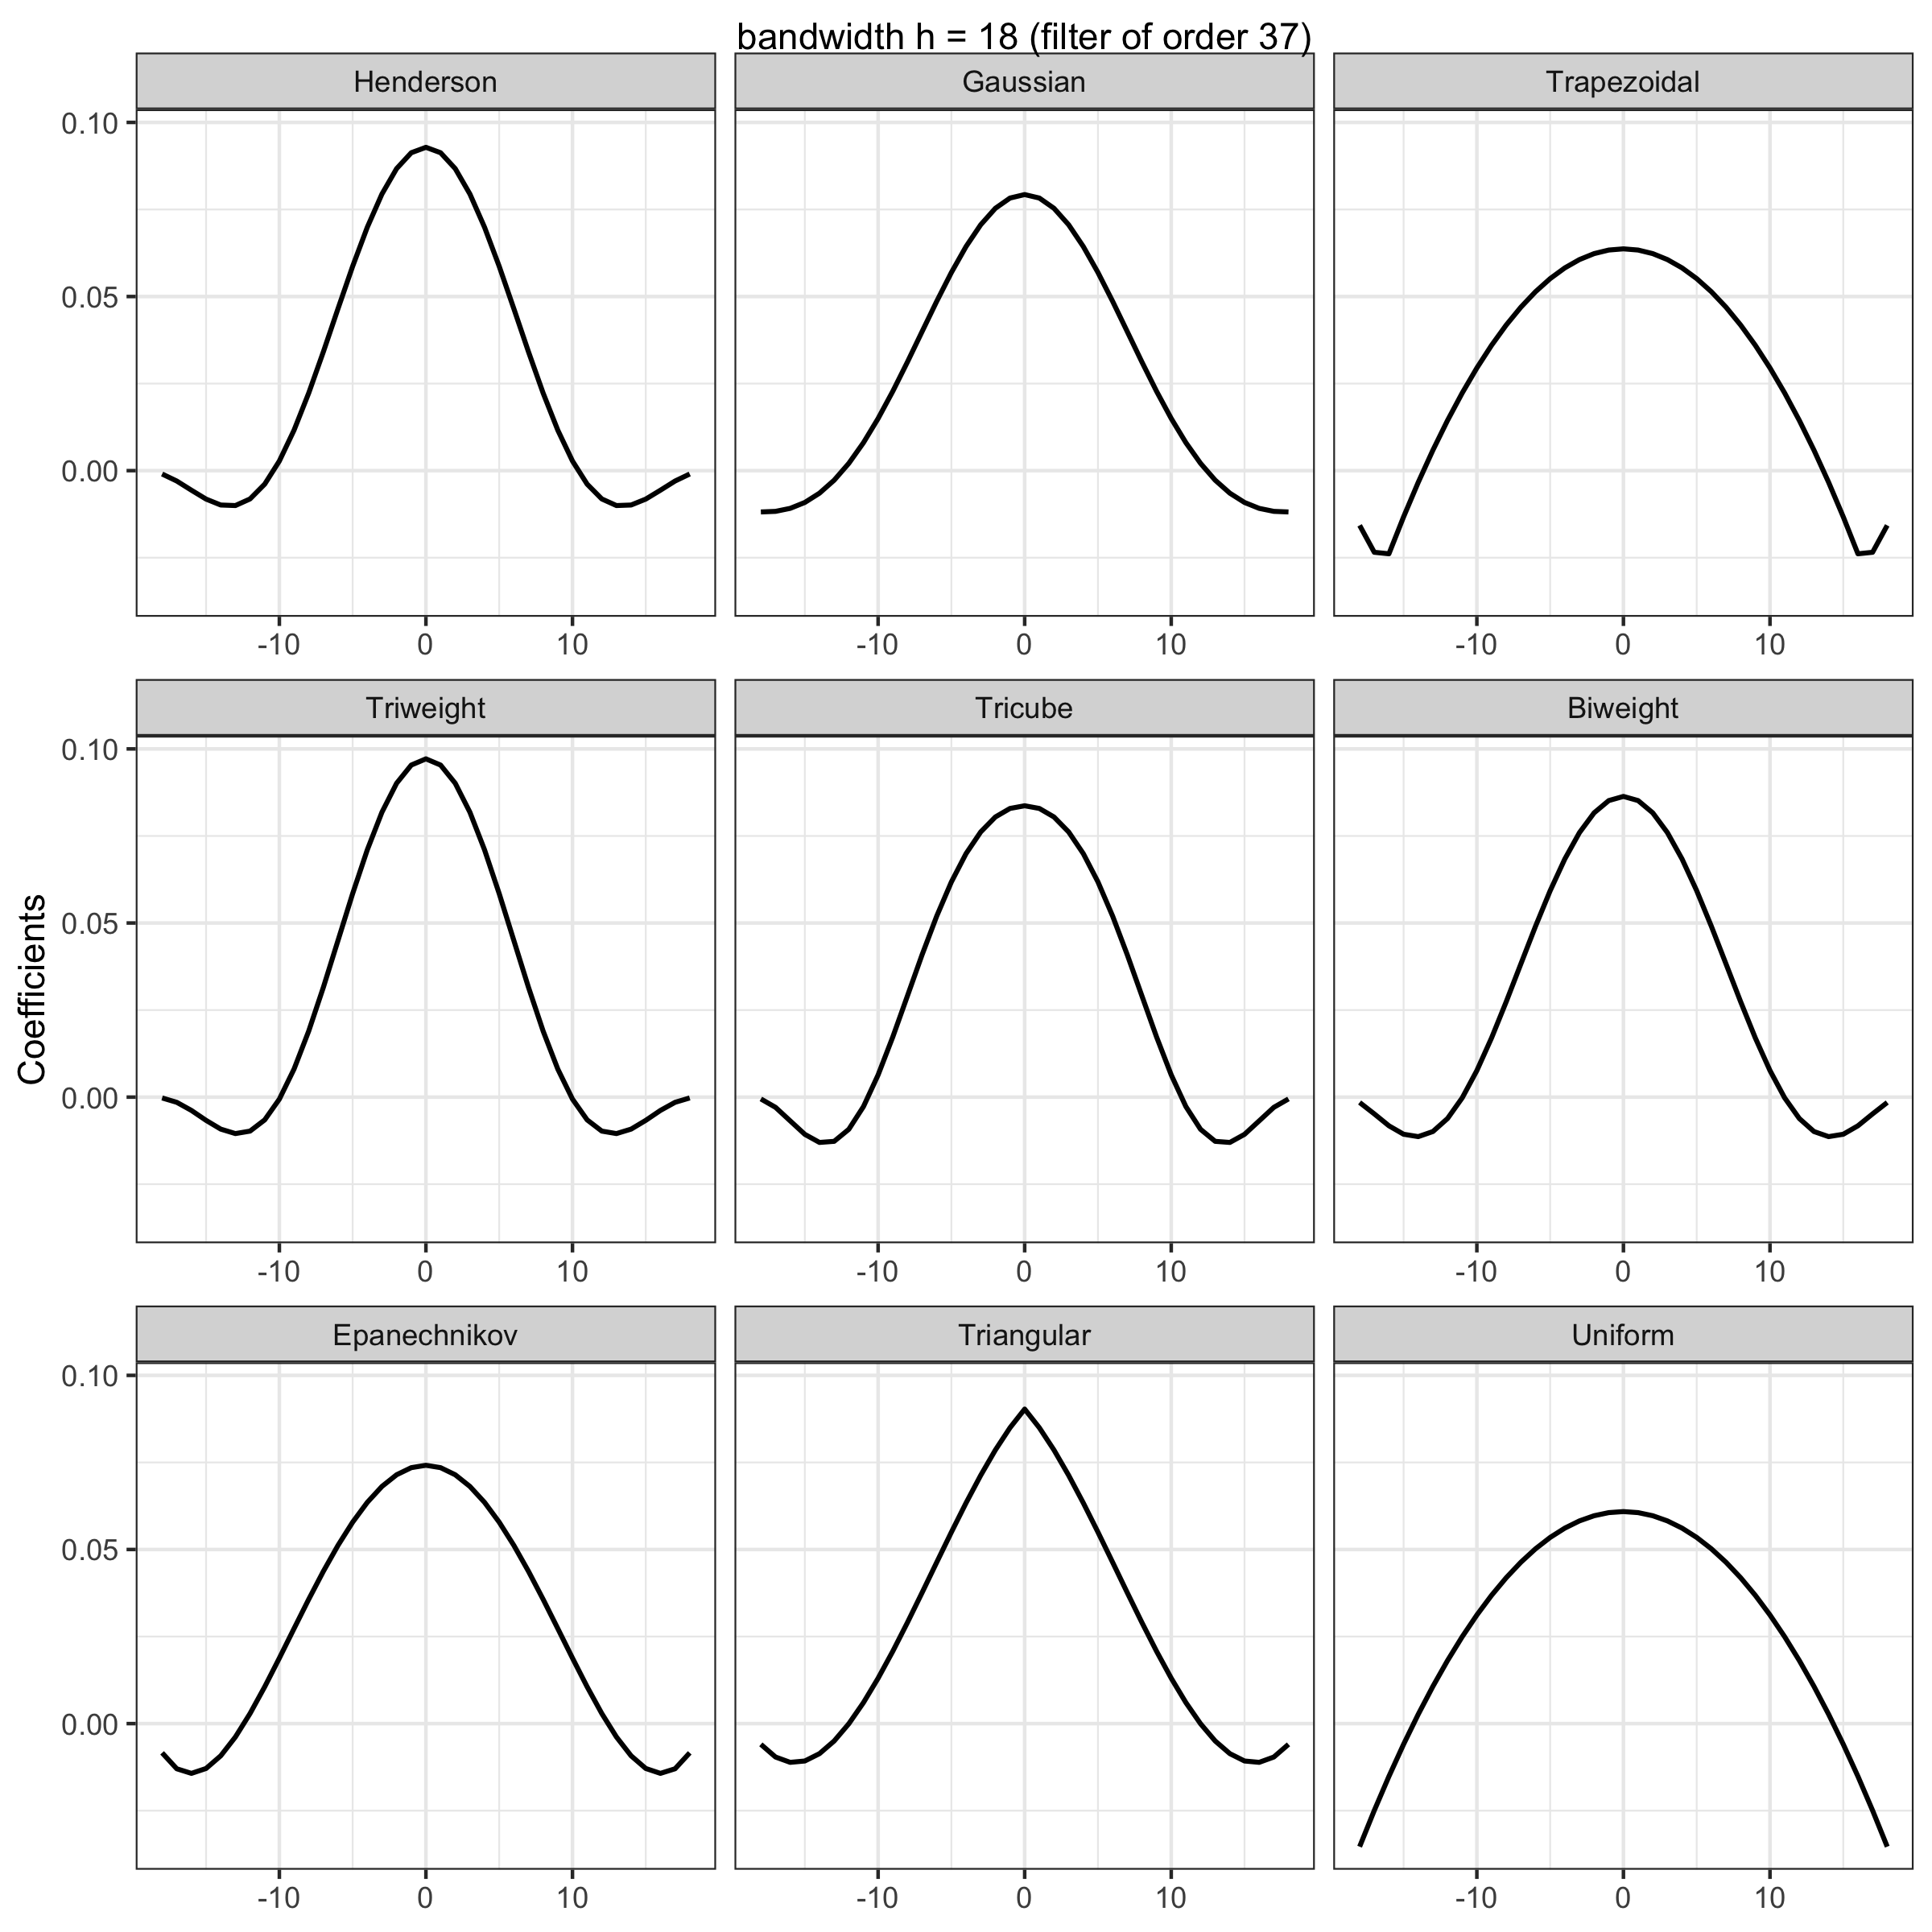 bandwidth h = 18 (filter of order 37)
Henderson Gaussian Trapezoidal
0.10
0.05
0.00
-10 0 10 -10 0 10 -10 0 10
Triweight Tricube Biweight
0.10
0.05
0.00
-10 0 10 -10 0 10 -10 0 10
Coefficients
Epanechnikov Triangular Uniform
0.10
0.05
0.00
-10 0 10 -10 0 10 -10 0 10